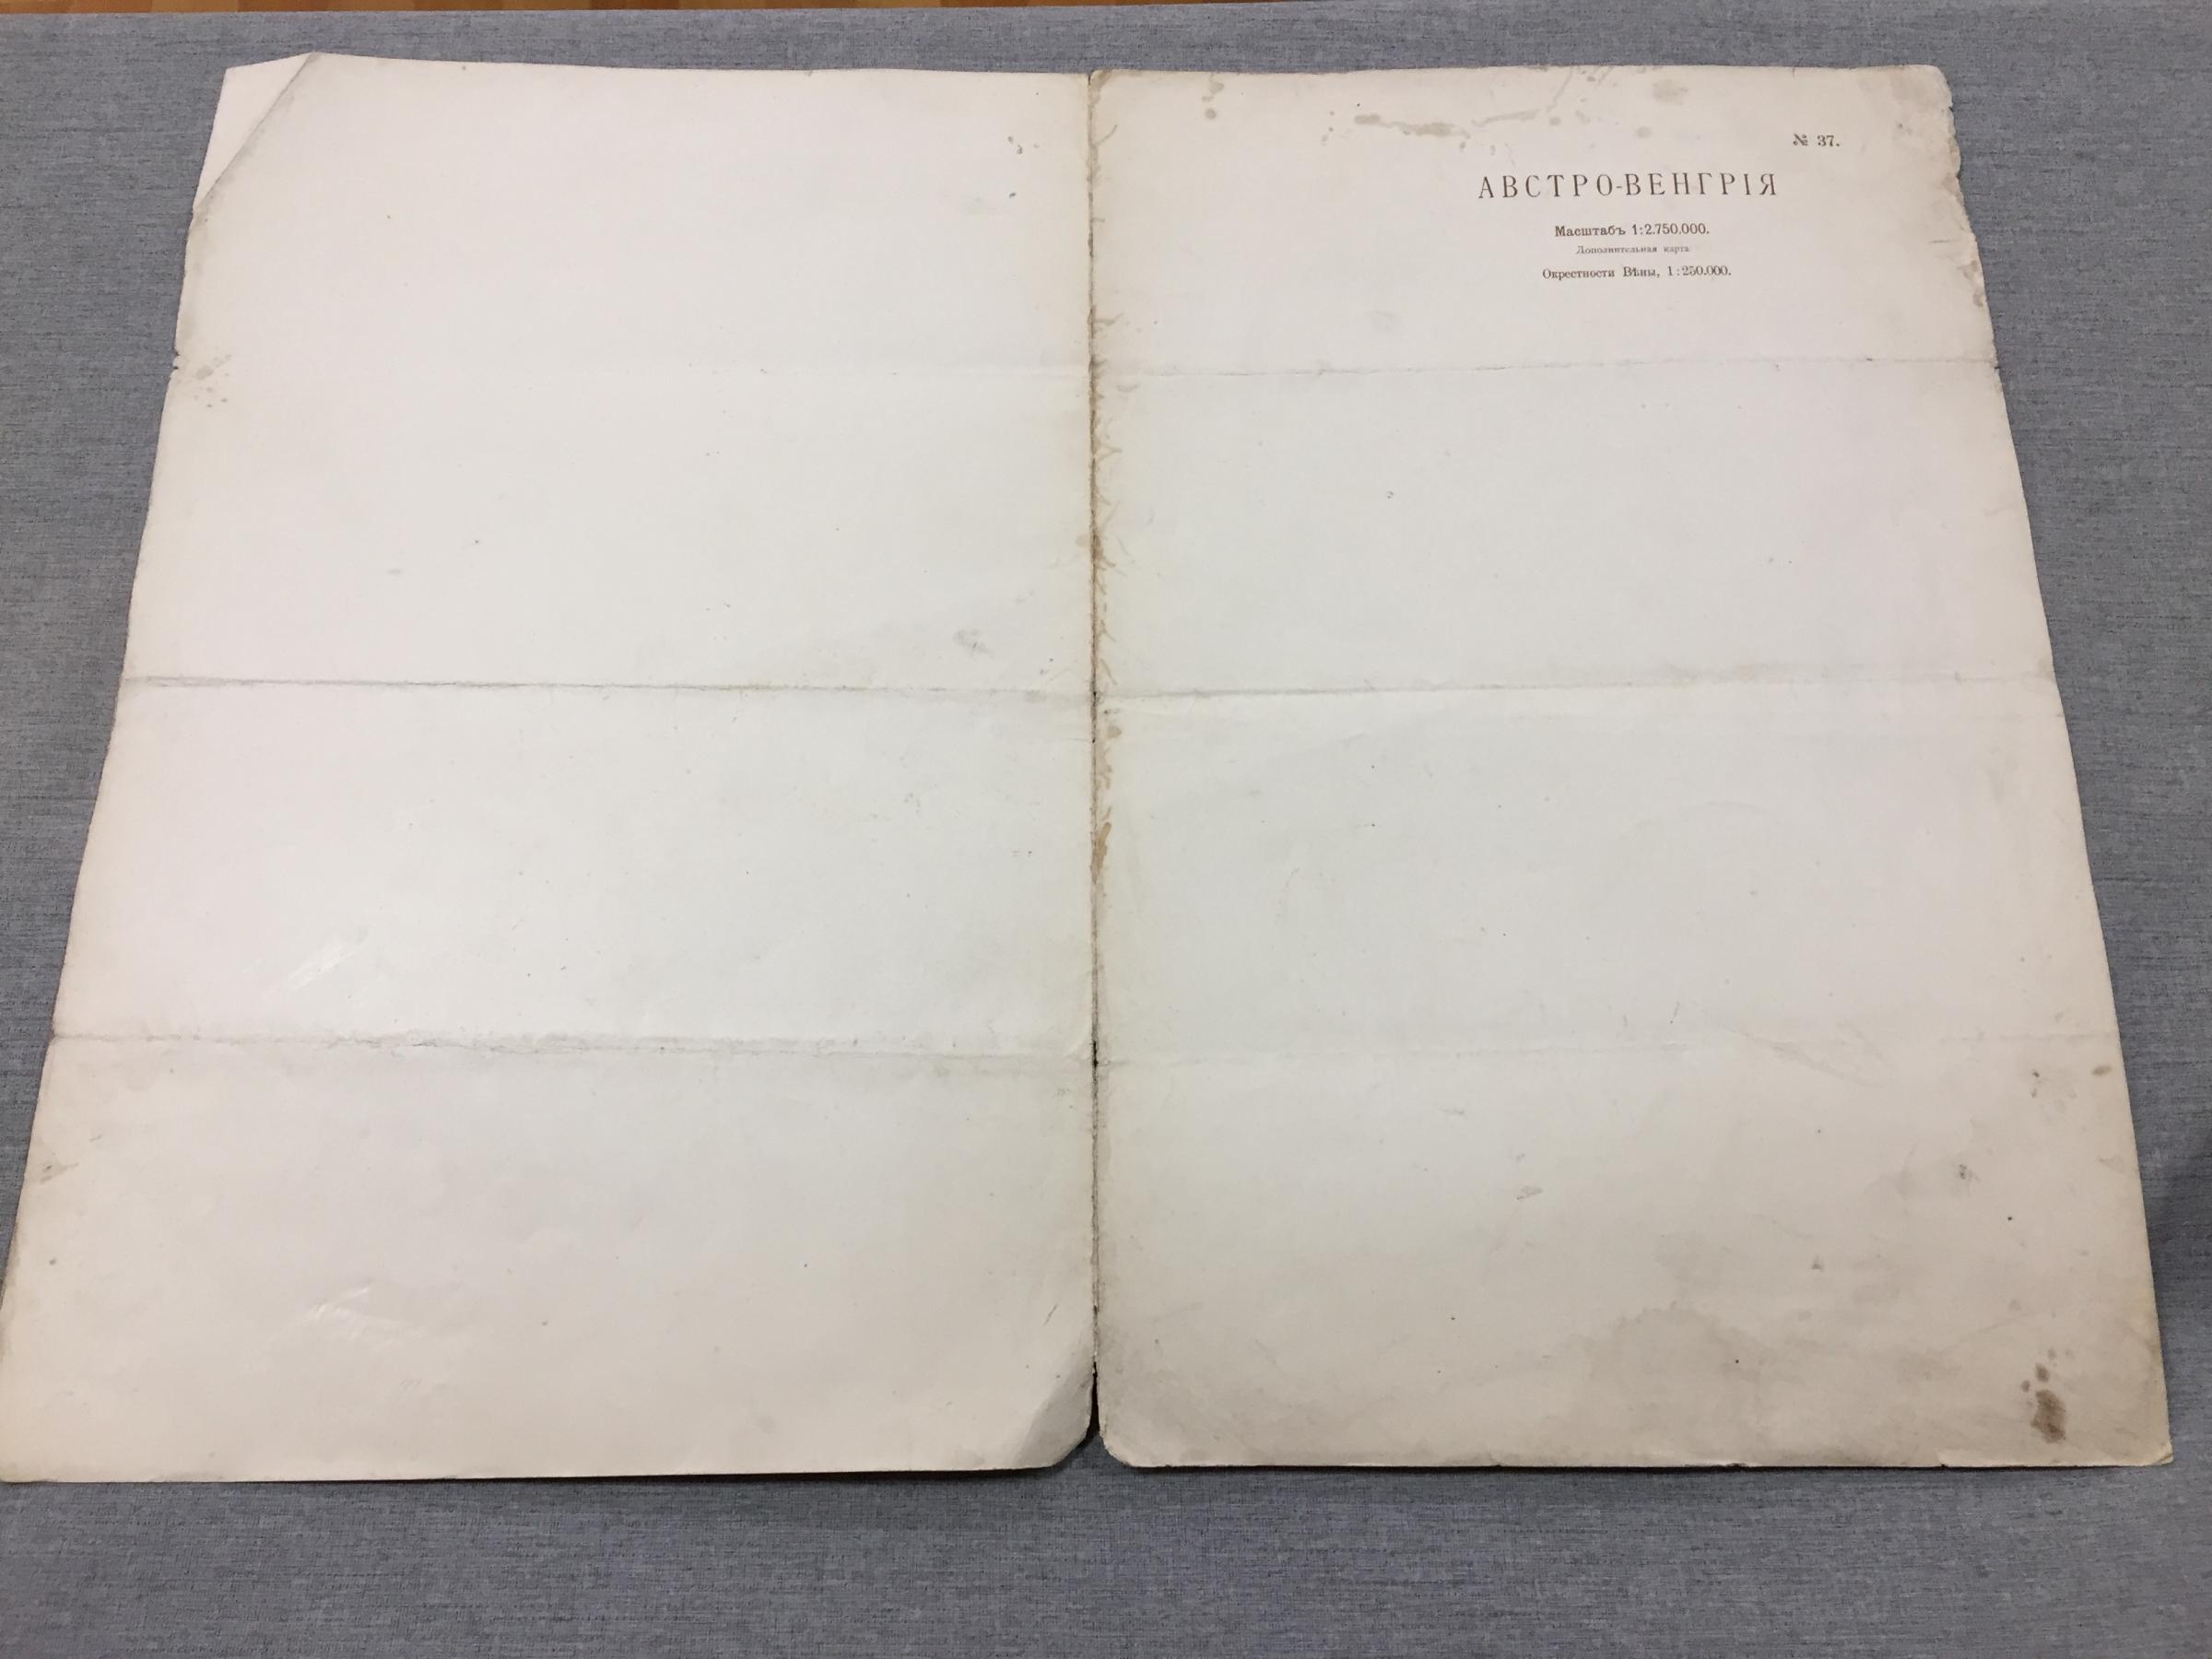 № 37.
АВСТРО-ВЕНГРІЯ
Масштабъ 1:2.750.000.
Дополнительная карта
Окрестности Вѣны, 1:250.000.